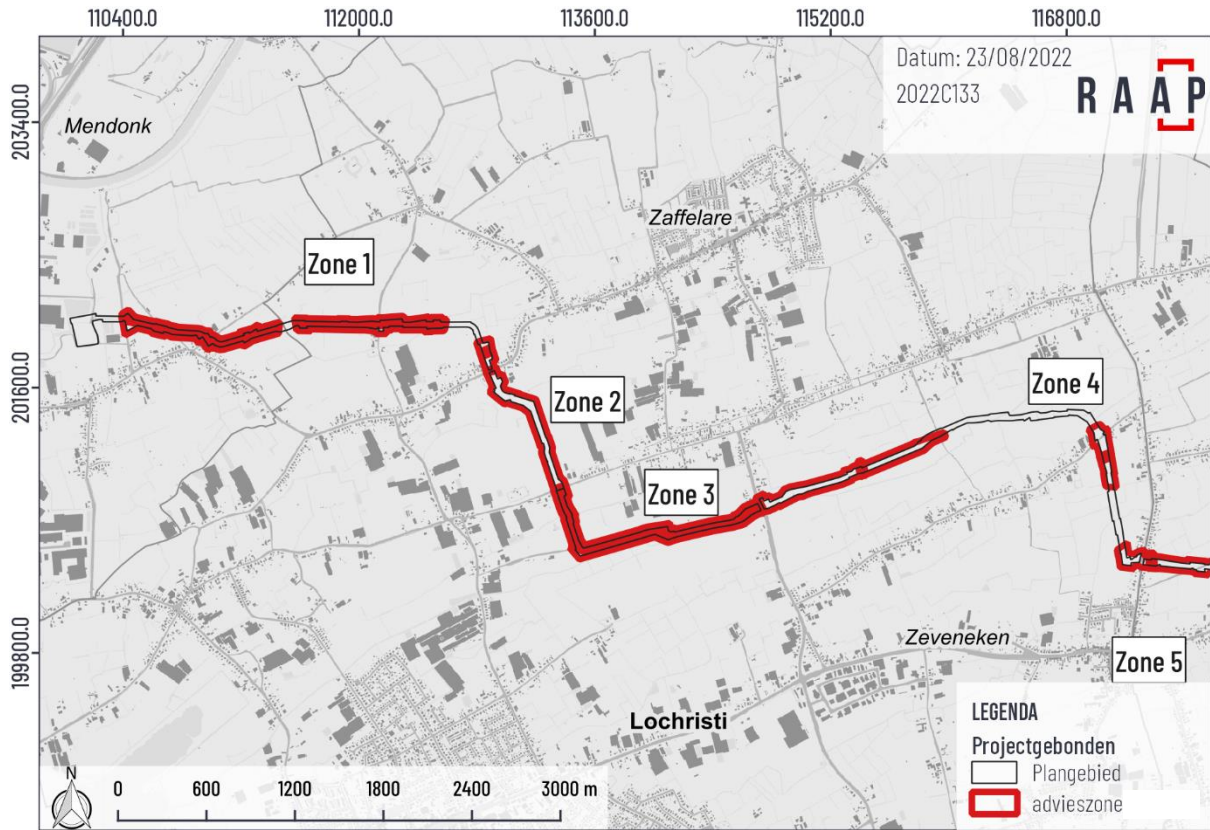 110400.0 112000.0 113600.0 115200.0 116800.0
Datum: 23/08/2022
2022C133
RAAP
203400.0
Mendonk
Zaffelare
Zone 1
201600.0
Zone 4
Zone 2
Zone 3
199800.0
Zeveneken
Zone 5
Lochristi
LEGENDA
Projectgebonden
Plangebied
advieszone
N
0 600 1200 1800 2400 3000 m